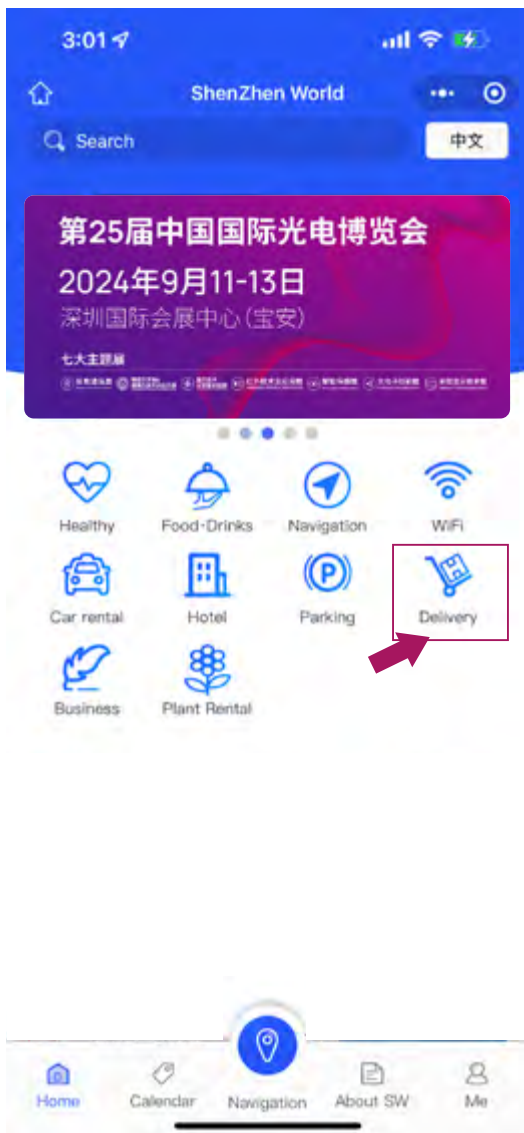 3:01
ShenZhen World
Search
中文
第25届中国国际光电博览会
2024年9月11-13日
深圳国际会展中心(宝安)
七大主题展
Healthy
Food·Drinks
Navigation
WiFi
Car rental
Hotel
P
Parking
Delivery
Business
Plant Rental
Home
Calendar
Navigation
About SW
Me